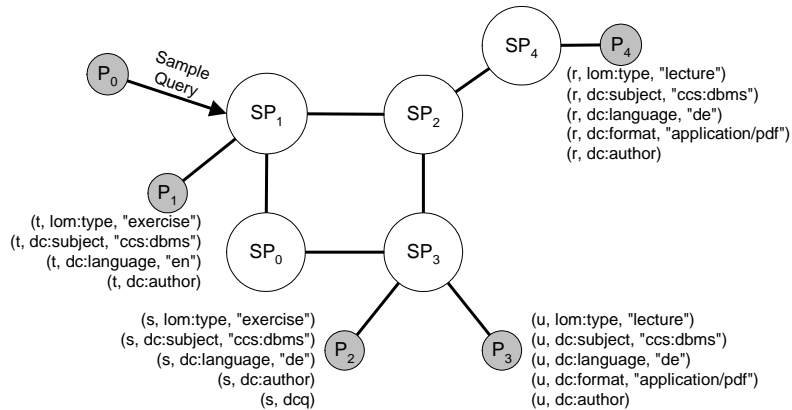 SP4
P4
P0
Sample
Query
(r, lom:type, "lecture")
(r, dc:subject, "ccs:dbms")
(r, dc:language, "de")
(r, dc:format, "application/pdf")
(r, dc:author)
SP1
SP2
P1
(t, lom:type, "exercise")
(t, dc:subject, "ccs:dbms")
(t, dc:language, "en")
(t, dc:author)
SP0
SP3
(s, lom:type, "exercise")
(s, dc:subject, "ccs:dbms")
(s, dc:language, "de")
(s, dc:author)
(s, dcq)
P2
P3
(u, lom:type, "lecture")
(u, dc:subject, "ccs:dbms")
(u, dc:language, "de")
(u, dc:format, "application/pdf")
(u, dc:author)